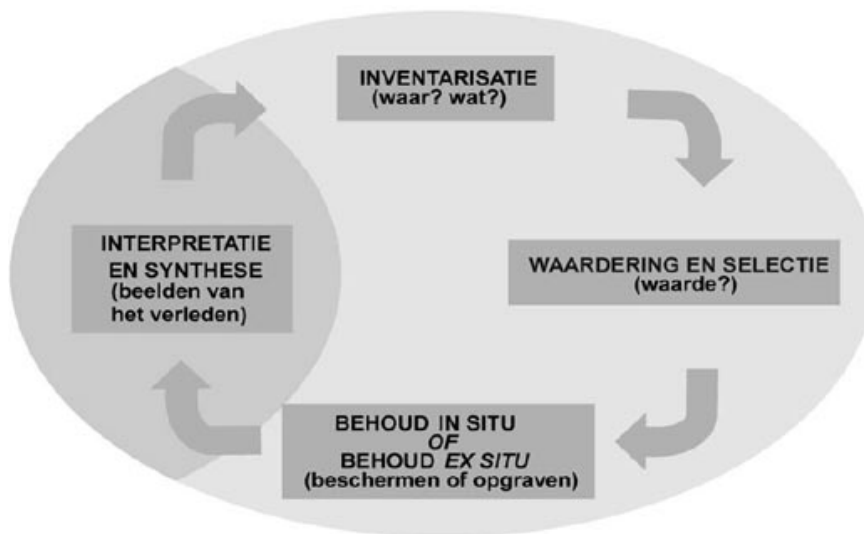 INVENTARISATIE
(waar? wat?)
WAARDERING EN SELECTIE
(waarde?)
BEHOUD IN SITU
OF
BEHOUD EX SITU
(beschermen of opgraven)
INTERPRETATIE
EN SYNTHESE
(beelden van
het verleden)